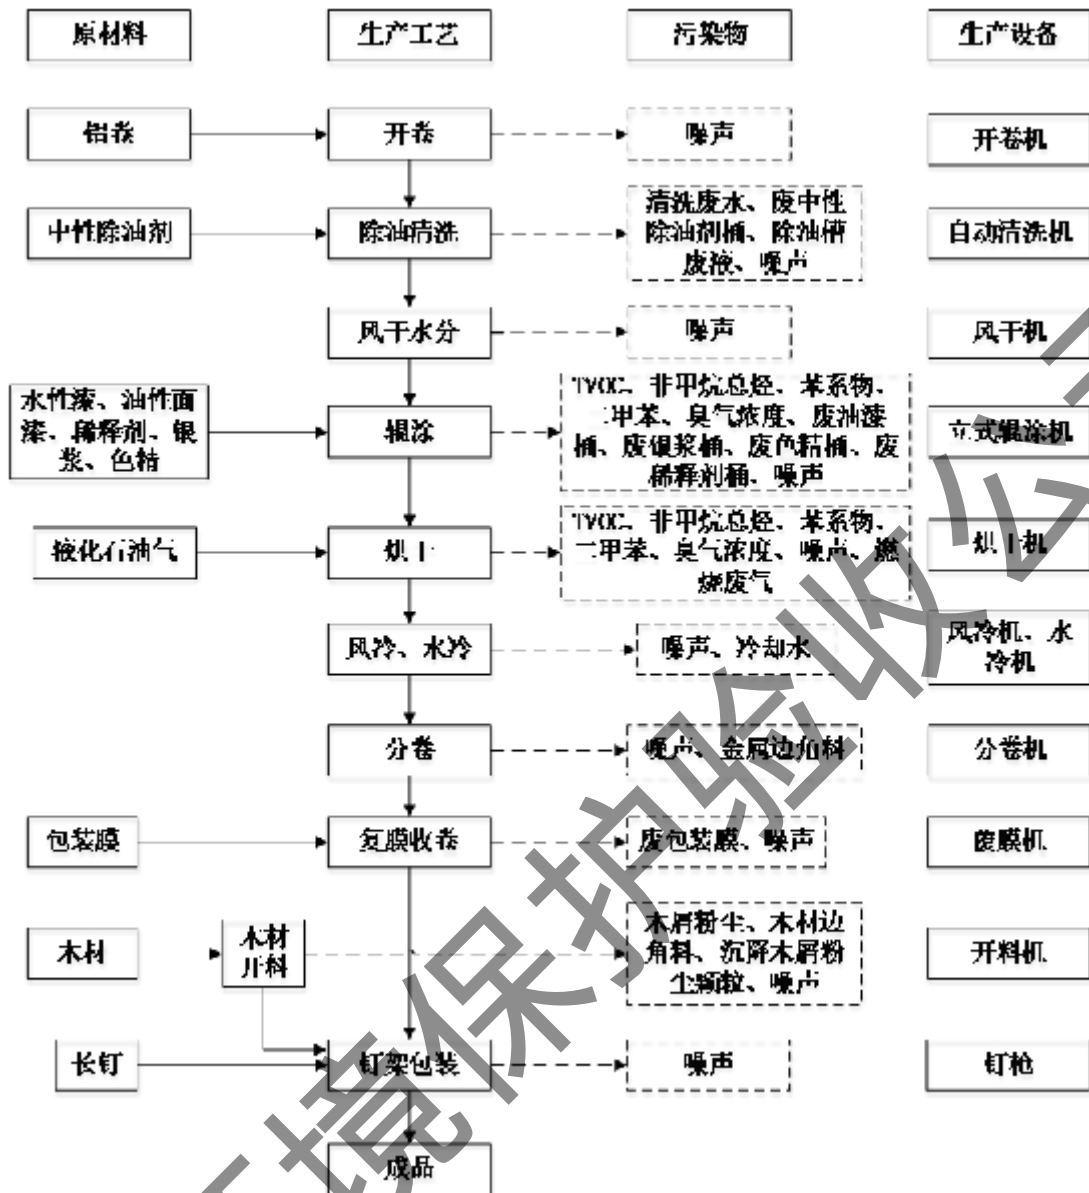 原材料
生产工艺
污染物
生产设备
铝卷
开卷
噪声
开卷机
中性除油剂
除油清洗
清洗废水、废中性
除油剂桶、除油槽
废液、噪声
自动清洗机
风干水分
噪声
风干机
水性漆、油性面
漆、稀释剂、银
浆、色精
辊涂
TVOC、非甲烷总烃、苯系物、
二甲苯、臭气浓度、废油漆
桶、废银浆桶、废色精桶、废
稀释剂桶、噪声
立式辊涂机
液化石油气
烘干
TVOC、非甲烷总烃、苯系物、
二甲苯、臭气浓度、噪声、燃
烧废气
烘干机
风冷、水冷
噪声、冷却水
风冷机、水
冷机
分卷
噪声、金属边角料
分卷机
包装膜
复膜收卷
废包装膜、噪声
废膜机
木材
木材
开料
木屑粉尘、木材边
角料、沉降木屑粉
尘颗粒、噪声
开料机
长钉
钉架包装
噪声
钉枪
成品
环境保护验收公示